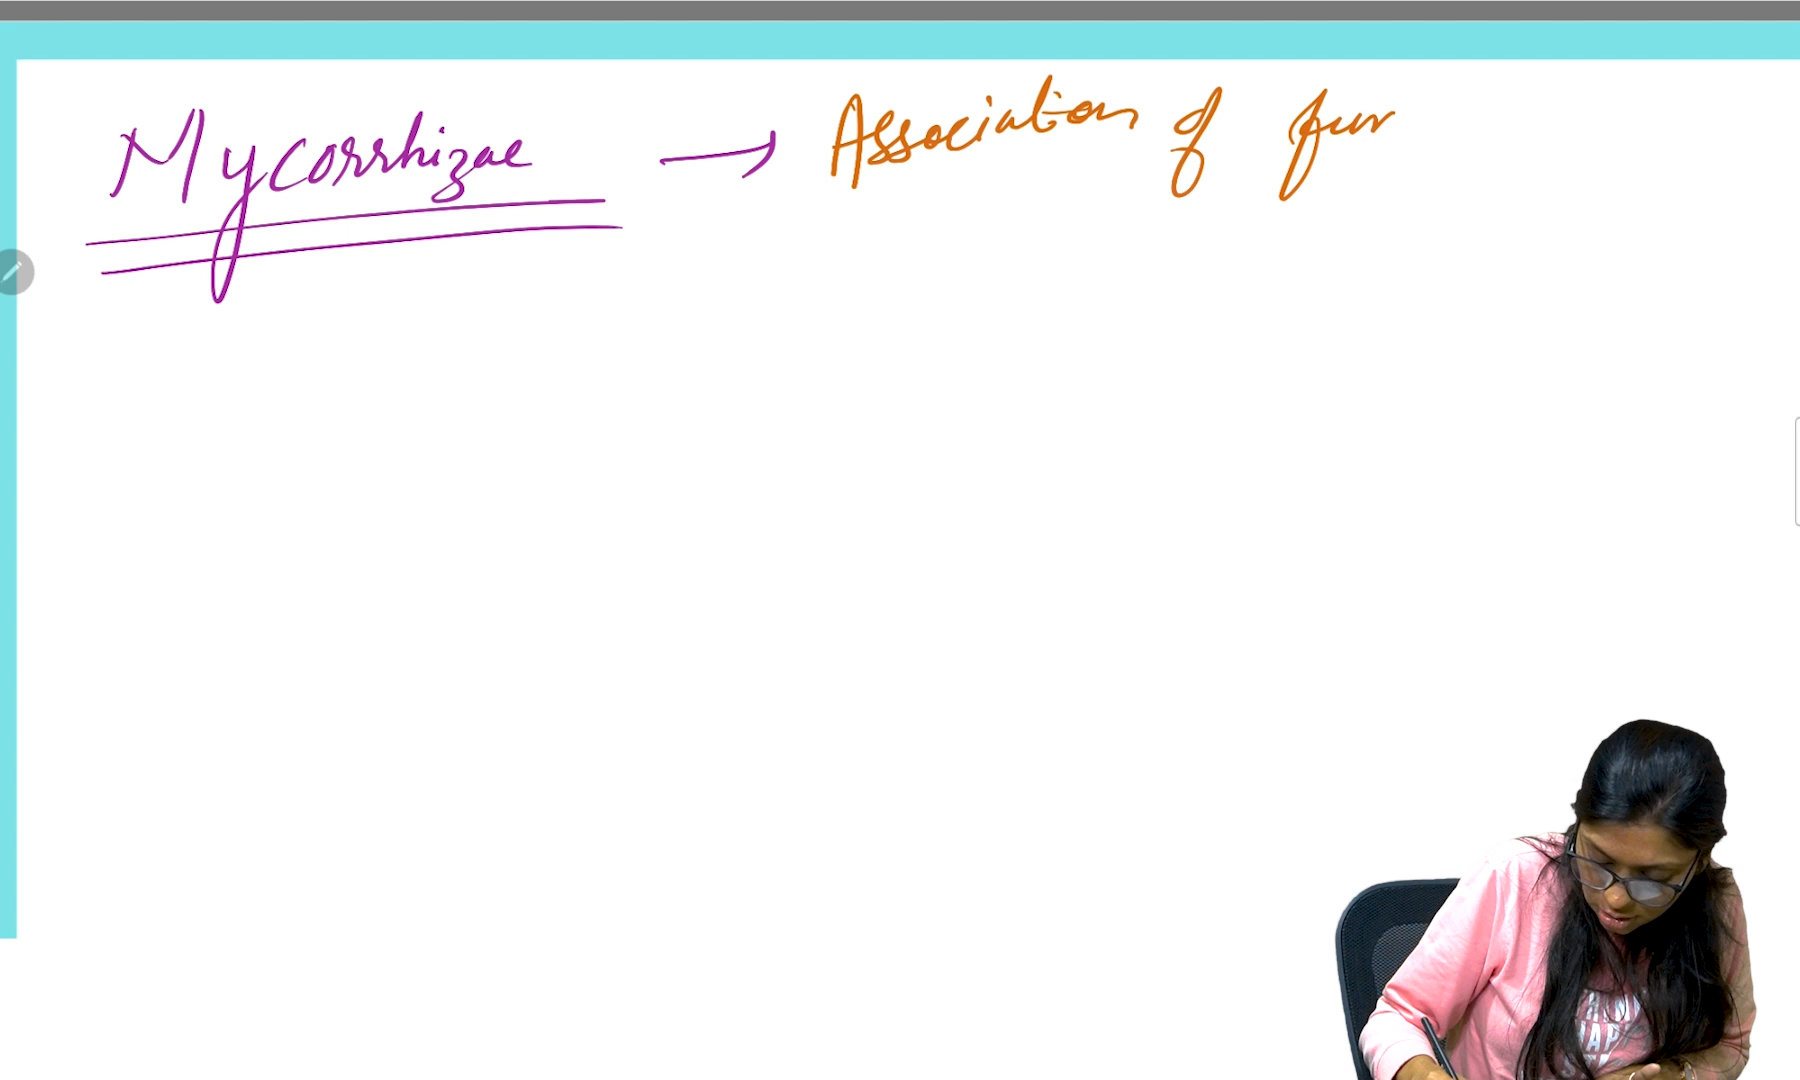 Mycorrhizae → Association of fun